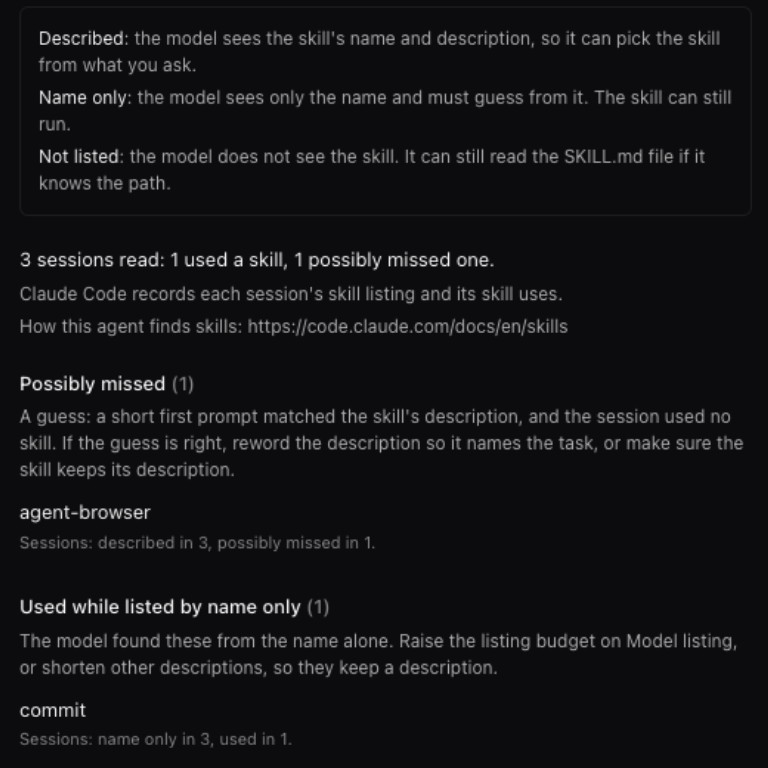 Described: the model sees the skill's name and description, so it can pick the skill
from what you ask.
Name only: the model sees only the name and must guess from it. The skill can still
run.
Not listed: the model does not see the skill. It can still read the SKILL.md file if it
knows the path.
3 sessions read: 1 used a skill, 1 possibly missed one.
Claude Code records each session's skill listing and its skill uses.
How this agent finds skills: https://code.claude.com/docs/en/skills
Possibly missed (1)
A guess: a short first prompt matched the skill's description, and the session used no
skill. If the guess is right, reword the description so it names the task, or make sure the
skill keeps its description.
agent-browser
Sessions: described in 3, possibly missed in 1.
Used while listed by name only (1)
The model found these from the name alone. Raise the listing budget on Model listing,
or shorten other descriptions, so they keep a description.
commit
Sessions: name only in 3, used in 1.